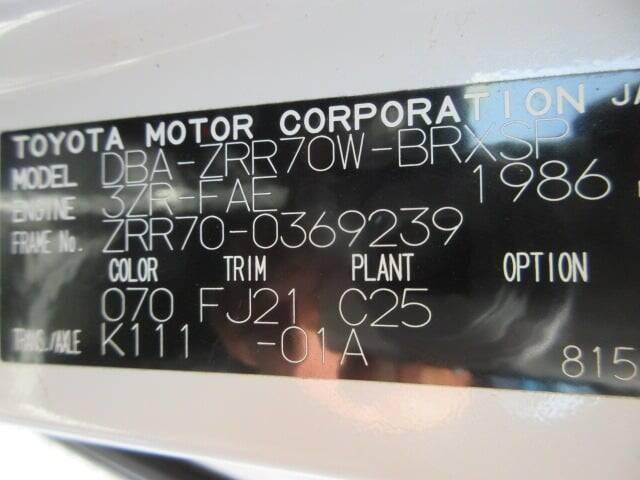 TOYOTA MOTOR CORPORATION JA
MODEL DBA-ZRR70W-BRXSP
ENGINE 3ZR-FAE 1986
FRAME No. ZRR70-0369239
COLOR TRIM PLANT OPTION
070 FJ21 C25
TRANS./AXLE K111 -01A
815